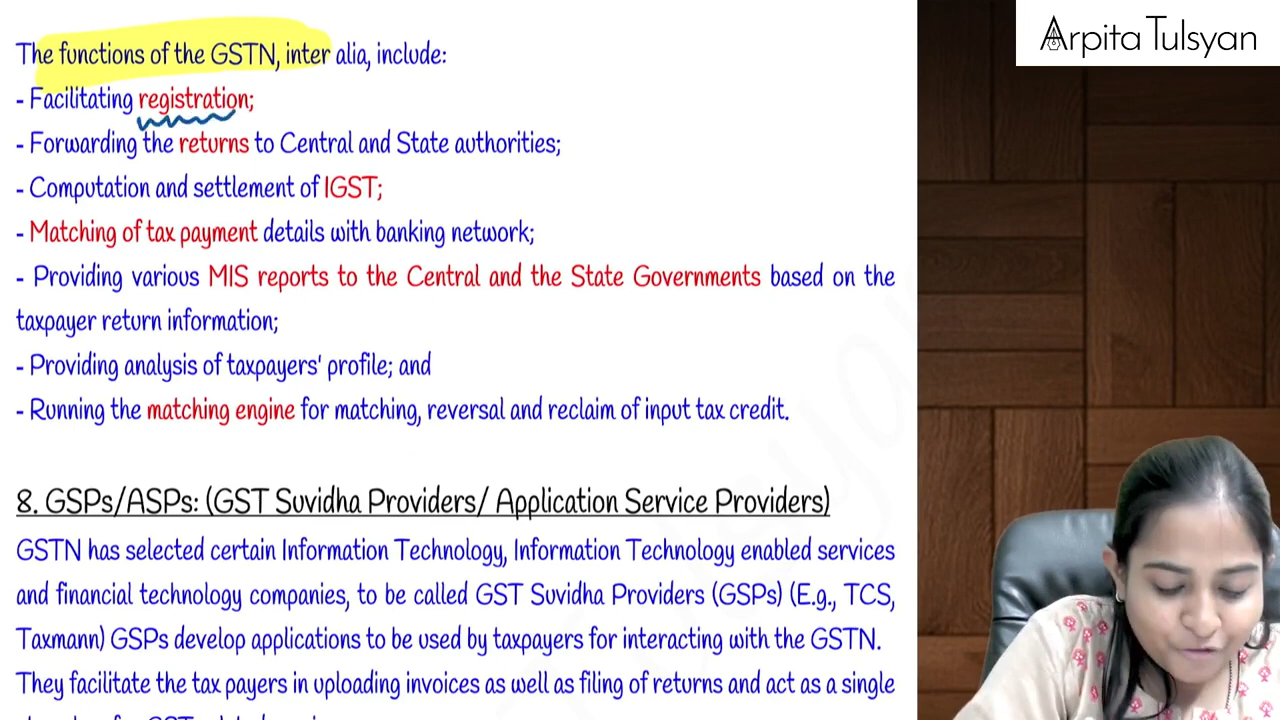 Arpita Tulsyan
The functions of the GSTN, inter alia, include:
- Facilitating registration;
- Forwarding the returns to Central and State authorities;
- Computation and settlement of IGST;
- Matching of tax payment details with banking network;
- Providing various MIS reports to the Central and the State Governments based on the
taxpayer return information;
- Providing analysis of taxpayers' profile; and
- Running the matching engine for matching, reversal and reclaim of input tax credit.
8. GSPs/ASPs: (GST Suvidha Providers/ Application Service Providers)
GSTN has selected certain Information Technology, Information Technology enabled services
and financial technology companies, to be called GST Suvidha Providers (GSPs) (E.g., TCS,
Taxmann) GSPs develop applications to be used by taxpayers for interacting with the GSTN.
They facilitate the tax payers in uploading invoices as well as filing of returns and act as a single